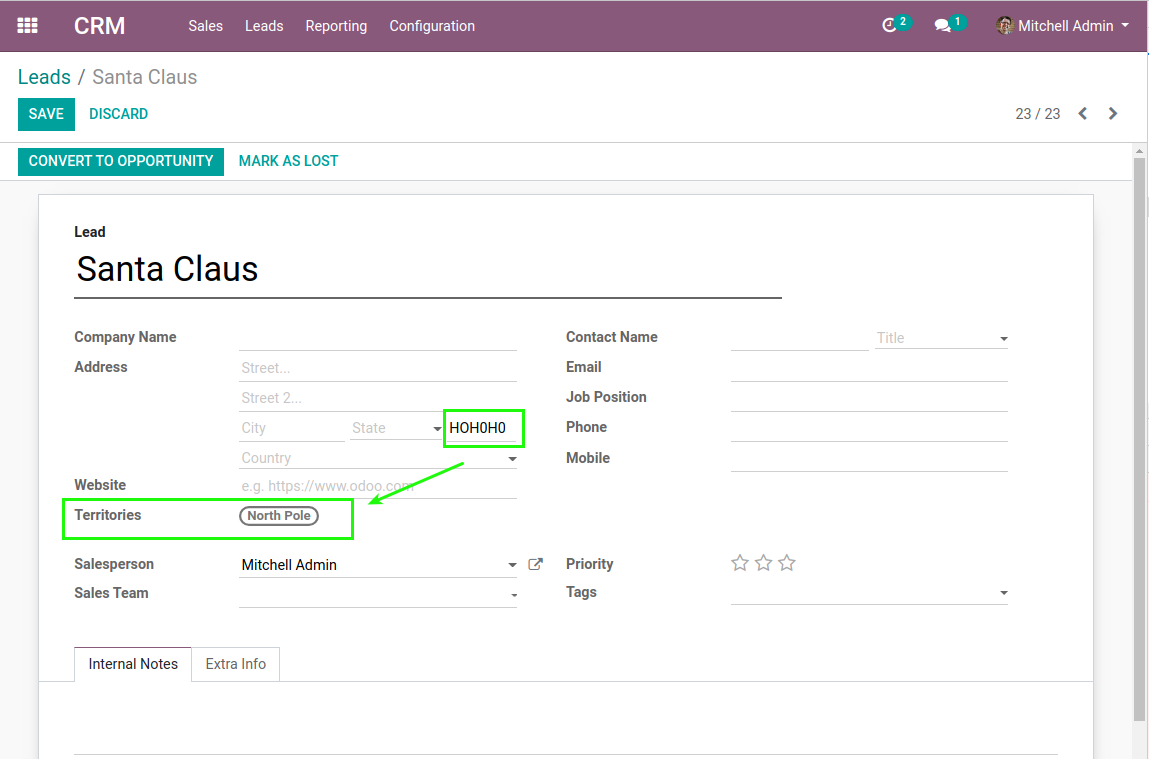 CRM Sales Leads Reporting Configuration 2 1 Mitchell Admin
Leads / Santa Claus
SAVE DISCARD 23 / 23
CONVERT TO OPPORTUNITY MARK AS LOST
Lead
Santa Claus
Company Name Contact Name Title
Address Street... Email
Street 2... Job Position
City State HOH0H0 Phone
Country Mobile
Website e.g. https://www.odoo.com
Territories North Pole
Salesperson Mitchell Admin Priority
Sales Team Tags
Internal Notes Extra Info